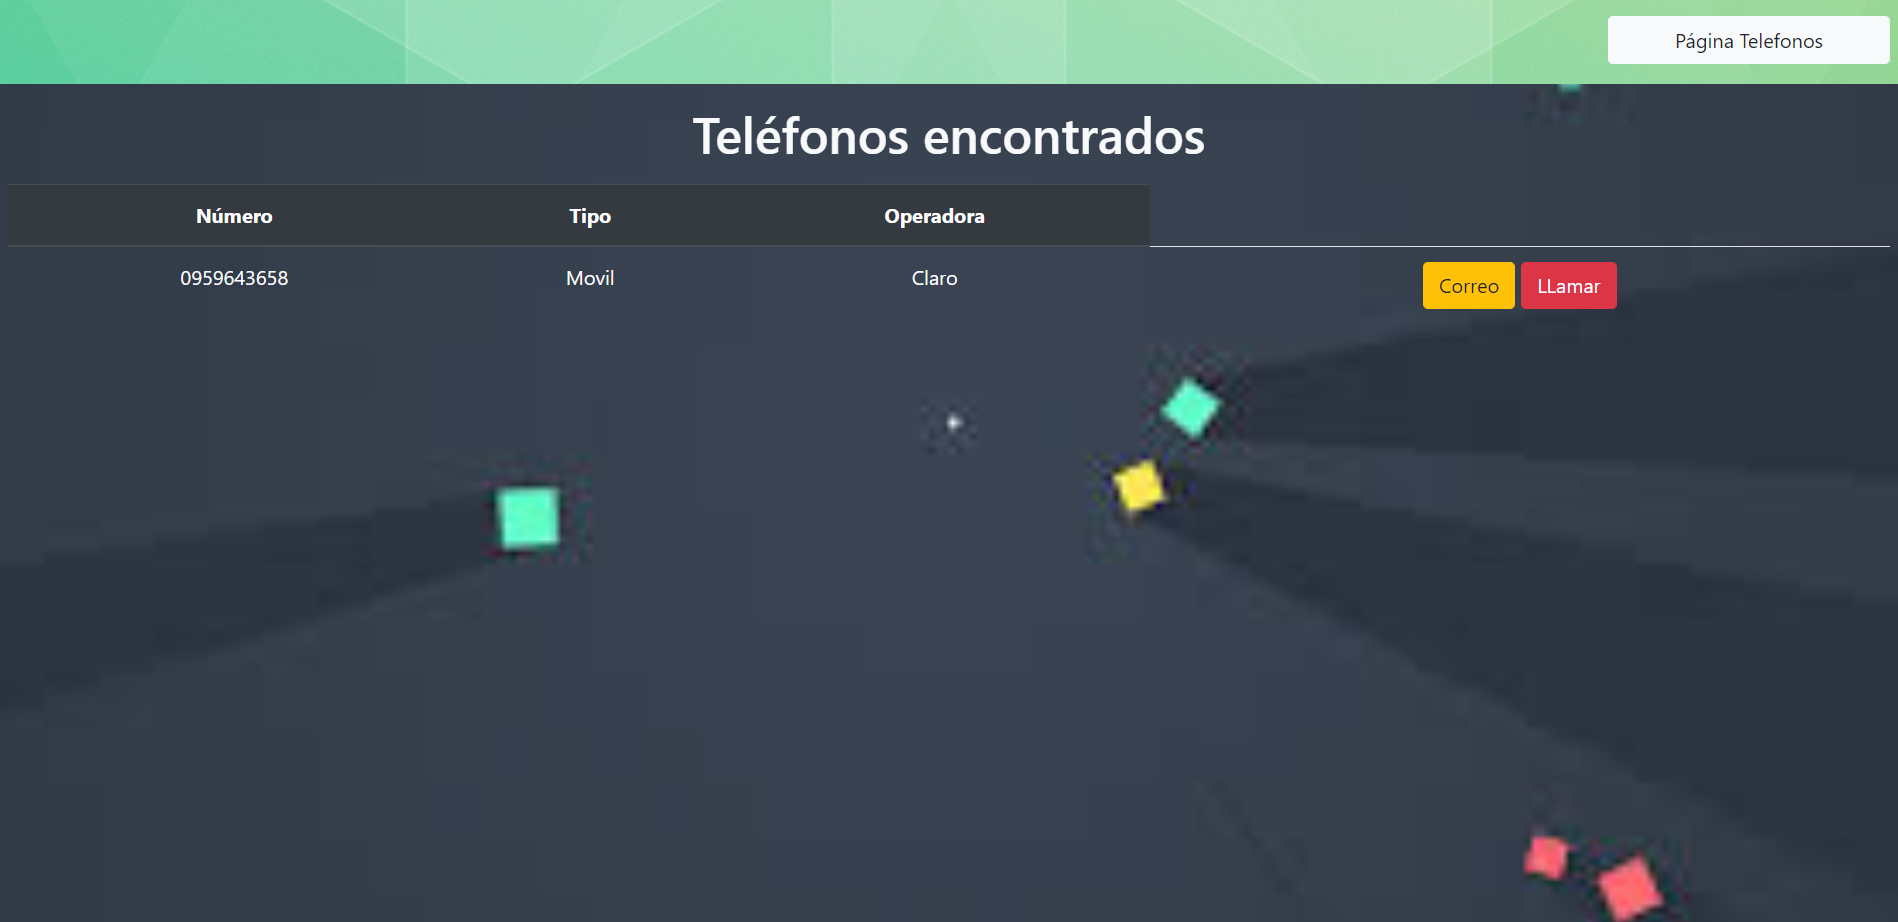 Página Telefonos
Teléfonos encontrados
Número Tipo Operadora
0959643658 Movil Claro Correo LLamar